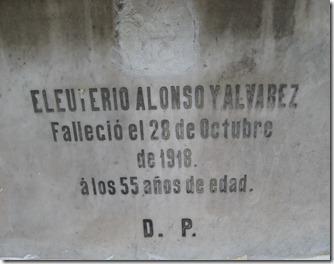 ELEUTERIO ALONSO Y ALVAREZ
Falleció el 28 de Octubre
de 1918.
á los 55 años de edad.
D. P.